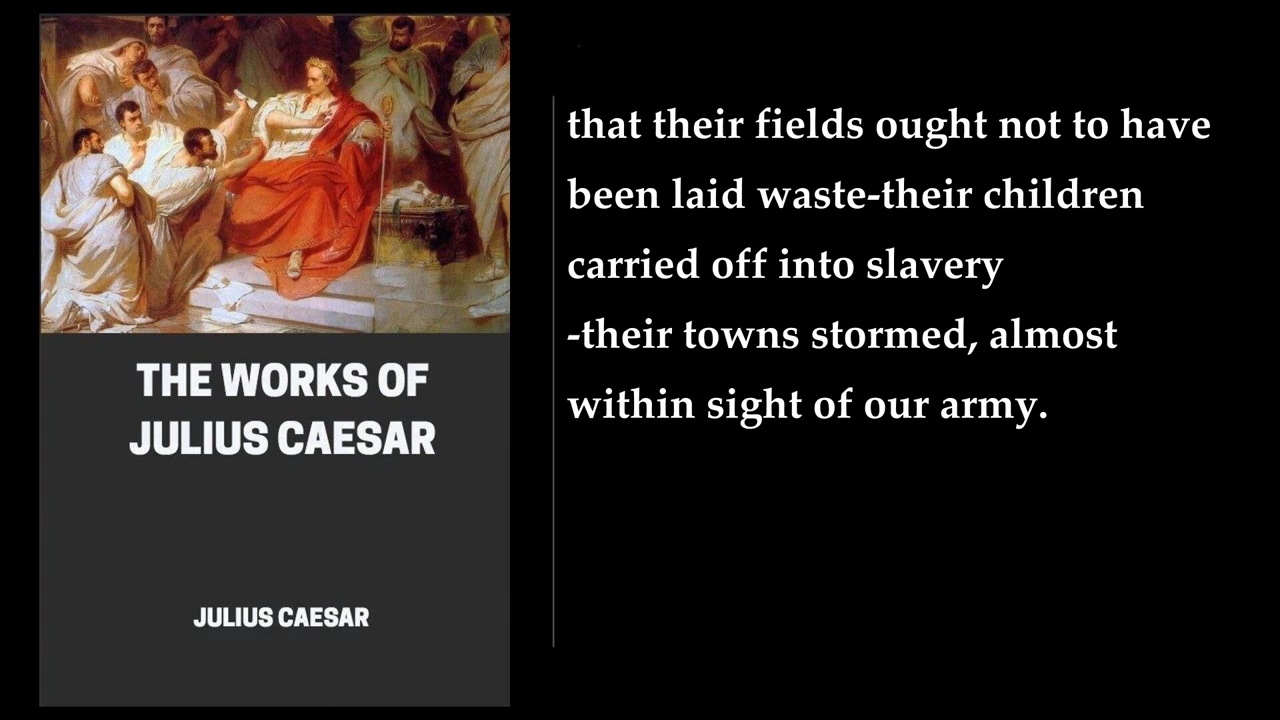 THE WORKS OF
JULIUS CAESAR
JULIUS CAESAR
that their fields ought not to have
been laid waste-their children
carried off into slavery
-their towns stormed, almost
within sight of our army.